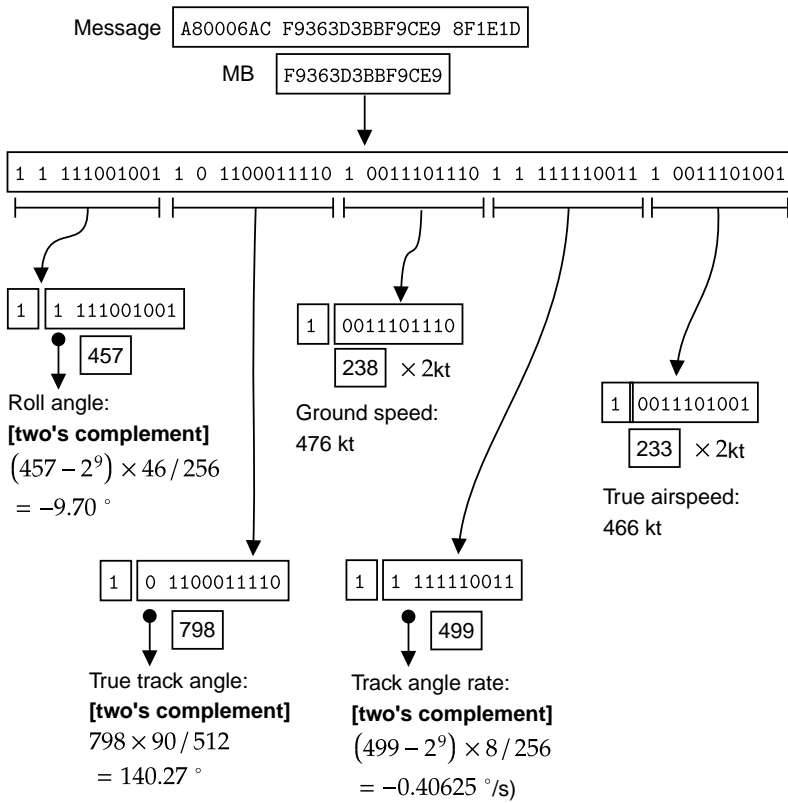 Message A80006AC F9363D3BBF9CE9 8F1E1D
MB F9363D3BBF9CE9
1 1 111001001 1 0 1100011110 1 0011101110 1 1 111110011 1 0011101001
1 1 111001001
457
Roll angle:
[two's complement]
(457 − 2⁹) × 46 / 256
= −9.70 °
1 0011101110
238 × 2kt
Ground speed:
476 kt
1 0011101001
233 × 2kt
True airspeed:
466 kt
1 0 1100011110
798
True track angle:
[two's complement]
798 × 90 / 512
= 140.27 °
1 1 111110011
499
Track angle rate:
[two's complement]
(499 − 2⁹) × 8 / 256
= −0.40625 °/s)